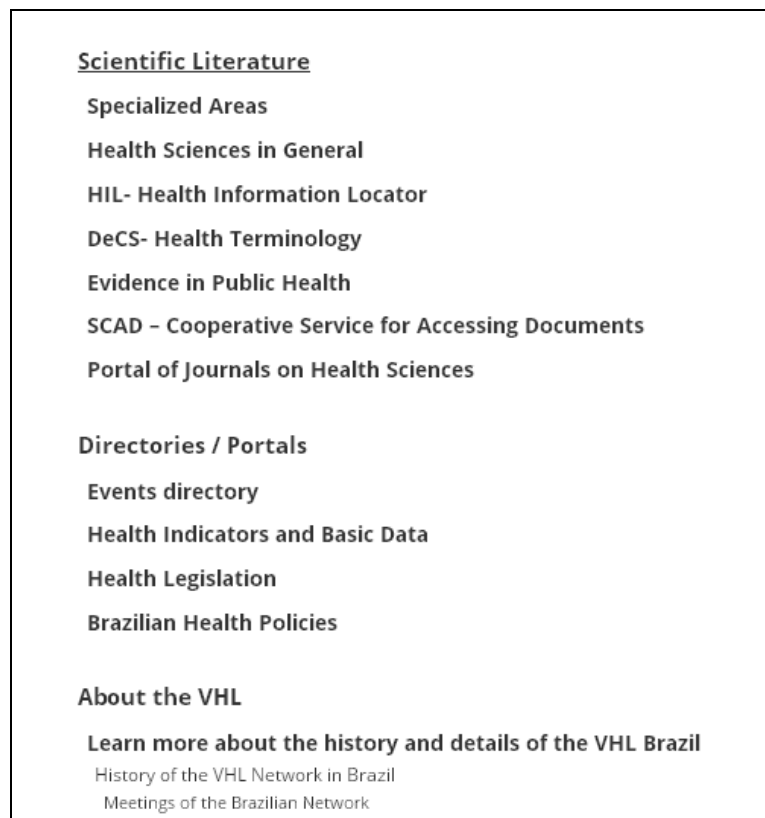 Scientific Literature
Specialized Areas
Health Sciences in General
HIL- Health Information Locator
DeCS- Health Terminology
Evidence in Public Health
SCAD – Cooperative Service for Accessing Documents
Portal of Journals on Health Sciences
Directories / Portals
Events directory
Health Indicators and Basic Data
Health Legislation
Brazilian Health Policies
About the VHL
Learn more about the history and details of the VHL Brazil
History of the VHL Network in Brazil
Meetings of the Brazilian Network